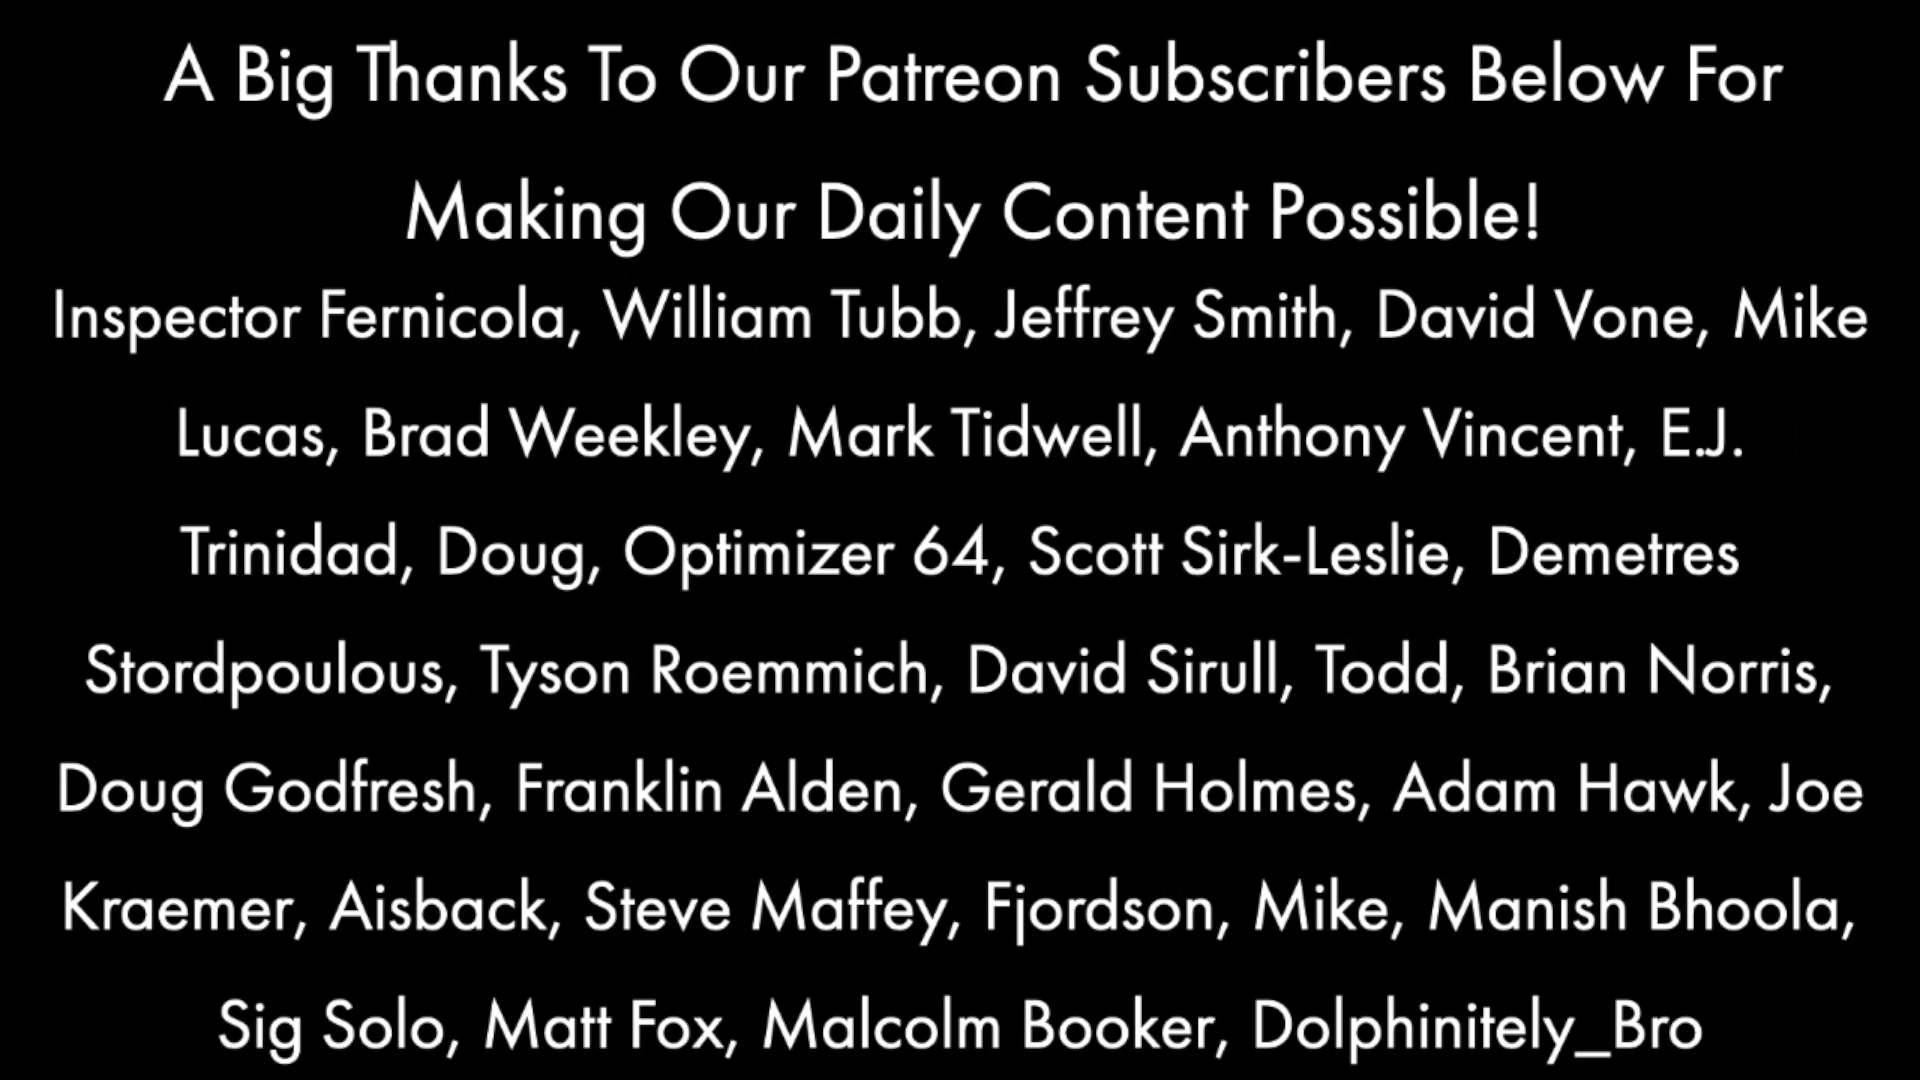 A Big Thanks To Our Patreon Subscribers Below For
Making Our Daily Content Possible!
Inspector Fernicola, William Tubb, Jeffrey Smith, David Vone, Mike
Lucas, Brad Weekley, Mark Tidwell, Anthony Vincent, E.J.
Trinidad, Doug, Optimizer 64, Scott Sirk-Leslie, Demetres
Stordpoulous, Tyson Roemmich, David Sirull, Todd, Brian Norris,
Doug Godfresh, Franklin Alden, Gerald Holmes, Adam Hawk, Joe
Kraemer, Aisback, Steve Maffey, Fjordson, Mike, Manish Bhoola,
Sig Solo, Matt Fox, Malcolm Booker, Dolphinitely_Bro